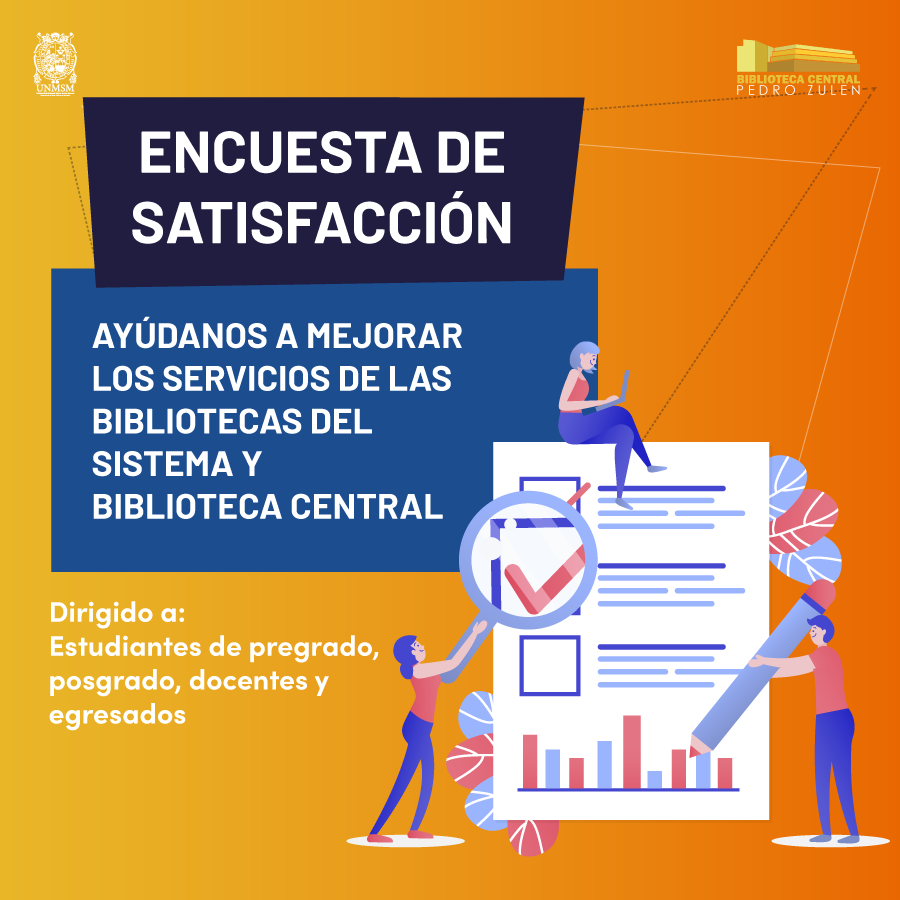 UNMSM
BIBLIOTECA CENTRAL
PEDRO ZULEN
ENCUESTA DE
SATISFACCIÓN
AYÚDANOS A MEJORAR
LOS SERVICIOS DE LAS
BIBLIOTECAS DEL
SISTEMA Y
BIBLIOTECA CENTRAL
Dirigido a:
Estudiantes de pregrado,
posgrado, docentes y
egresados